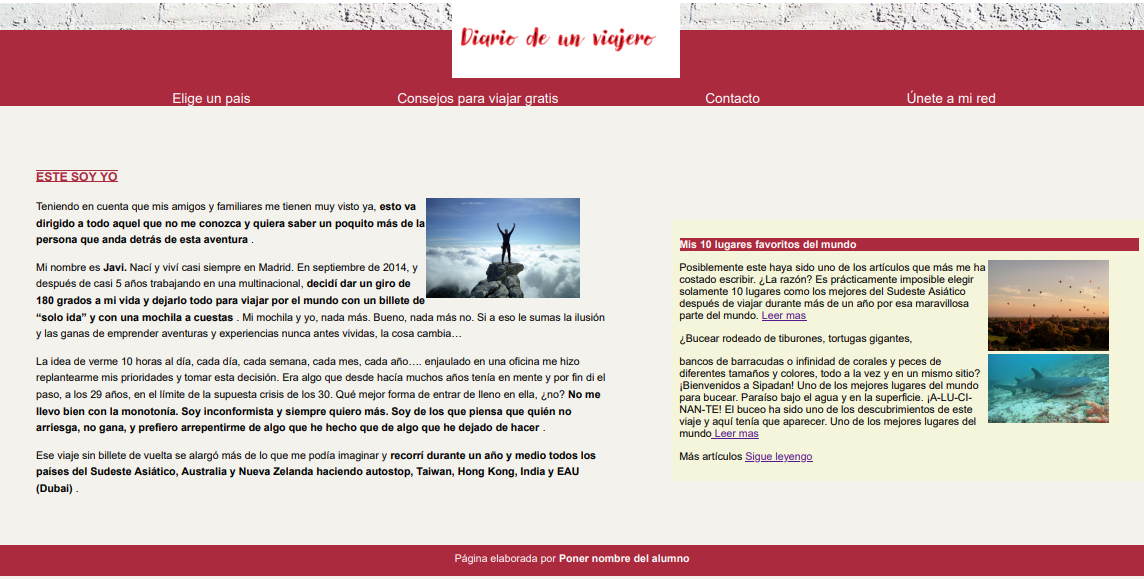 Diario de un viajero
Elige un pais
Consejos para viajar gratis
Contacto
Únete a mi red
ESTE SOY YO
Teniendo en cuenta que mis amigos y familiares me tienen muy visto ya, esto va
dirigido a todo aquel que no me conozca y quiera saber un poquito más de la
persona que anda detrás de esta aventura .
Mi nombre es Javi. Nací y viví casi siempre en Madrid. En septiembre de 2014, y
después de casi 5 años trabajando en una multinacional, decidí dar un giro de
180 grados a mi vida y dejarlo todo para viajar por el mundo con un billete de
“solo ida” y con una mochila a cuestas . Mi mochila y yo, nada más. Bueno, nada más no. Si a eso le sumas la ilusión
y las ganas de emprender aventuras y experiencias nunca antes vividas, la cosa cambia…
La idea de verme 10 horas al día, cada día, cada semana, cada mes, cada año…. enjaulado en una oficina me hizo
replantearme mis prioridades y tomar esta decisión. Era algo que desde hacía muchos años tenía en mente y por fin di el
paso, a los 29 años, en el límite de la supuesta crisis de los 30. Qué mejor forma de entrar de lleno en ella, ¿no? No me
llevo bien con la monotonía. Soy inconformista y siempre quiero más. Soy de los que piensa que quién no
arriesga, no gana, y prefiero arrepentirme de algo que he hecho que de algo que he dejado de hacer .
Ese viaje sin billete de vuelta se alargó más de lo que me podía imaginar y recorrí durante un año y medio todos los
países del Sudeste Asiático, Australia y Nueva Zelanda haciendo autostop, Taiwan, Hong Kong, India y EAU
(Dubai) .
Mis 10 lugares favoritos del mundo
Posiblemente este haya sido uno de los artículos que más me ha
costado escribir. ¿La razón? Es prácticamente imposible elegir
solamente 10 lugares como los mejores del Sudeste Asiático
después de viajar durante más de un año por esa maravillosa
parte del mundo. Leer mas
¿Bucear rodeado de tiburones, tortugas gigantes,
bancos de barracudas o infinidad de corales y peces de
diferentes tamaños y colores, todo a la vez y en un mismo sitio?
¡Bienvenidos a Sipadan! Uno de los mejores lugares del mundo
para bucear. Paraíso bajo el agua y en la superficie. ¡A-LU-CI-
NAN-TE! El buceo ha sido uno de los descubrimientos de este
viaje y aquí tenía que aparecer. Uno de los mejores lugares del
mundo Leer mas
Más artículos Sigue leyengo
Página elaborada por Poner nombre del alumno